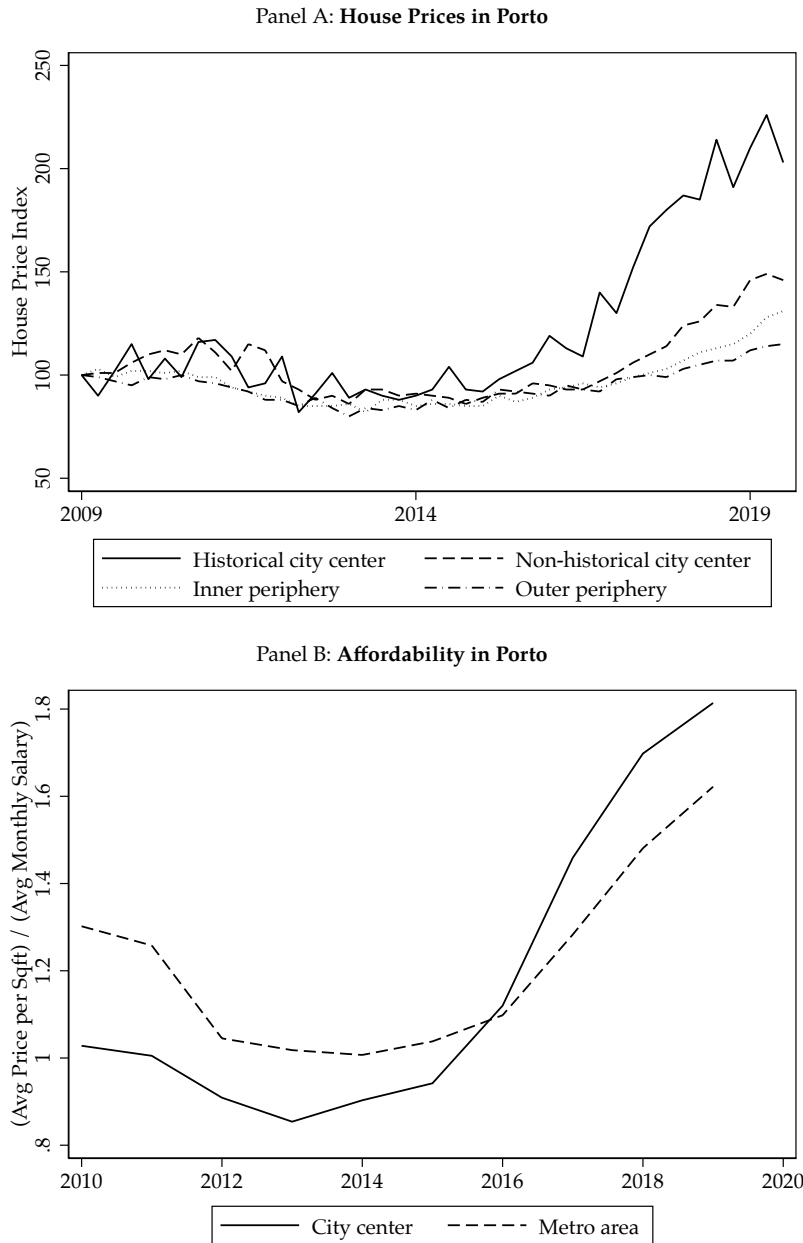 Panel A: House Prices in Porto
House Price Index
250
200
150
100
50
2009
2014
2019
Historical city center
Non-historical city center
Inner periphery
Outer periphery
Panel B: Affordability in Porto
(Avg Price per Sqft) / (Avg Monthly Salary)
1.8
1.6
1.4
1.2
1
.8
2010
2012
2014
2016
2018
2020
City center
Metro area